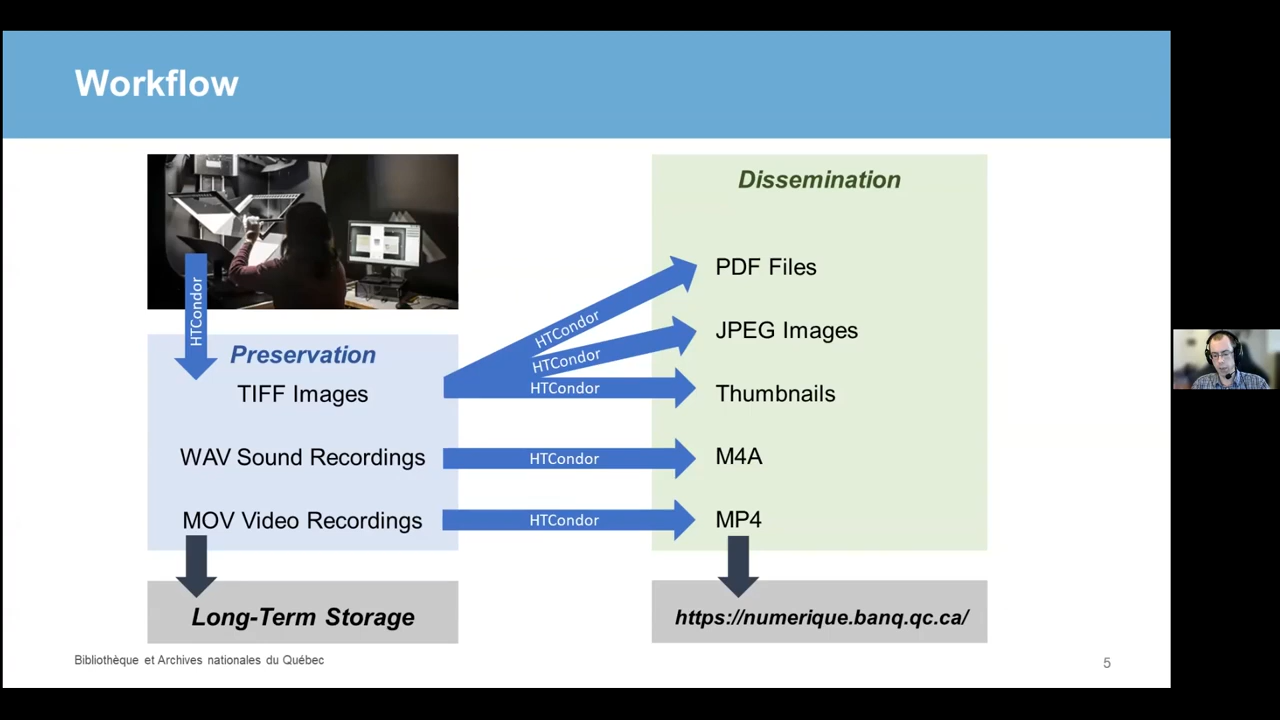 Workflow
HTCondor
Preservation
TIFF Images
WAV Sound Recordings
MOV Video Recordings
Long-Term Storage
HTCondor
HTCondor
HTCondor
HTCondor
HTCondor
Dissemination
PDF Files
JPEG Images
Thumbnails
M4A
MP4
https://numerique.banq.qc.ca/
Bibliothèque et Archives nationales du Québec
5